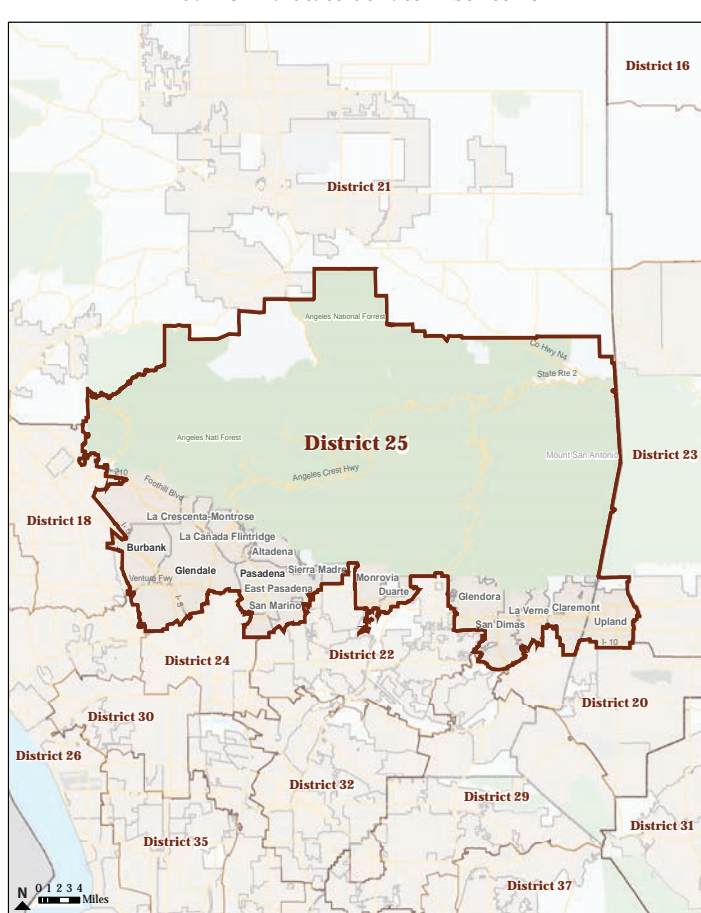 District 16
District 21
Angeles National Forrest
Co Hwy N4
State Rte 2
Angeles Natl Forest
District 25
Mount San Antonio
District 23
Angeles Crest Hwy
210
Foothill Blvd
District 18
La Crescenta-Montrose
La Cañada Flintridge
Burbank
Altadena
Glendale
Pasadena
Sierra Madre
Monrovia
Ventura Fwy
East Pasadena
Duarte
Glendora
San Marino
La Verne
Claremont
San Dimas
Upland
I- 5
I- 10
District 24
District 22
District 20
District 30
District 26
District 32
District 29
District 31
District 35
District 37
N
0 1 2 3 4
Miles